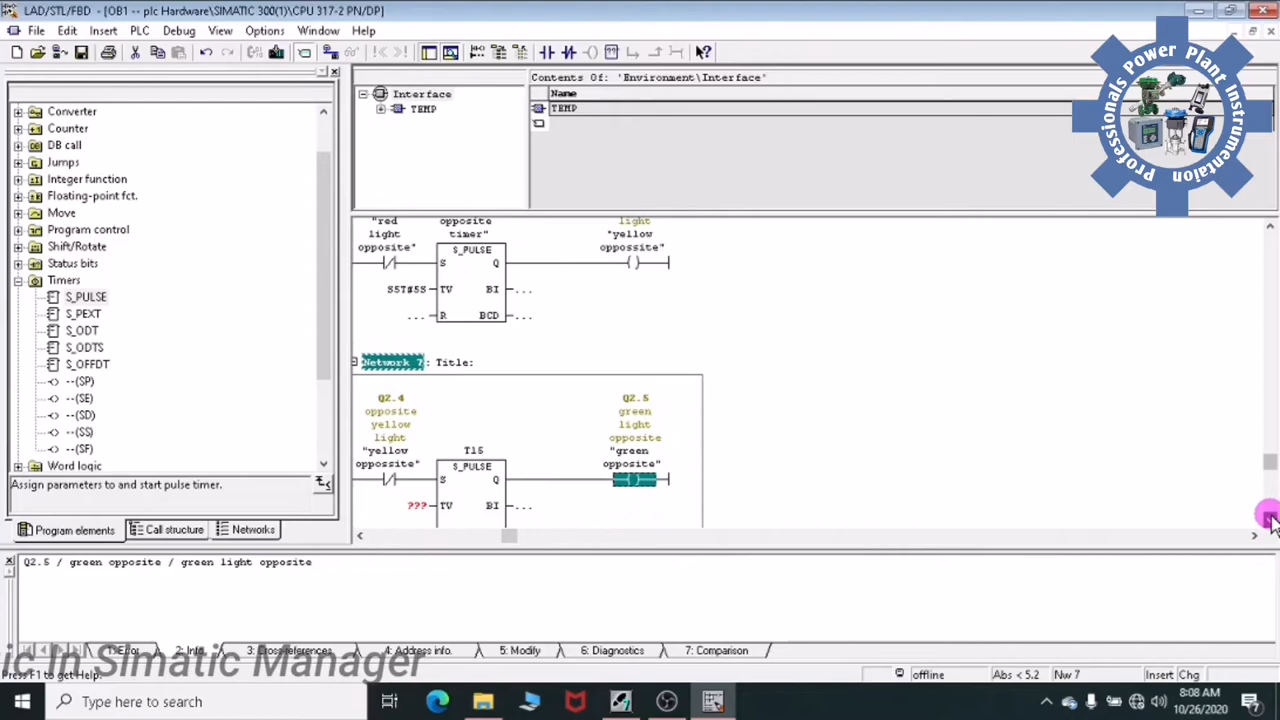 LAD/STL/FBD - [OB1 -- plc Hardware\SIMATIC 300(1)\CPU 317-2 PN/DP]
File Edit Insert PLC Debug View Options Window Help
Contents Of: 'Environment\Interface'
Interface
TEMP
Name
TEMP
Professionals Power Plant Instrumentaion
Converter
Counter
DB call
Jumps
Integer function
Floating-point fct.
Move
Program control
Shift/Rotate
Status bits
Timers
S_PULSE
S_PEXT
S_ODT
S_ODTS
S_OFFDT
--(SP)
--(SE)
--(SD)
--(SS)
--(SF)
Word logic
Assign parameters to and start pulse timer.
Program elements Call structure Networks
"red opposite light
light timer" "yellow
opposite" S_PULSE oppossite"
S Q
S5T#5S TV BI ...
... R BCD ...
Network 7 : Title:
Q2.4 Q2.5
opposite green
yellow light
light opposite
"yellow T15 "green
oppossite" S_PULSE opposite"
S Q
??? TV BI ...
Q2.5 / green opposite / green light opposite
1: Error 2: Info 3: Cross-references 4: Address info. 5: Modify 6: Diagnostics 7: Comparison
ic In Simatic Manager
Press F1 to get Help.
offline Abs < 5.2 Nw 7 Insert Chg
Type here to search
8:08 AM
10/26/2020